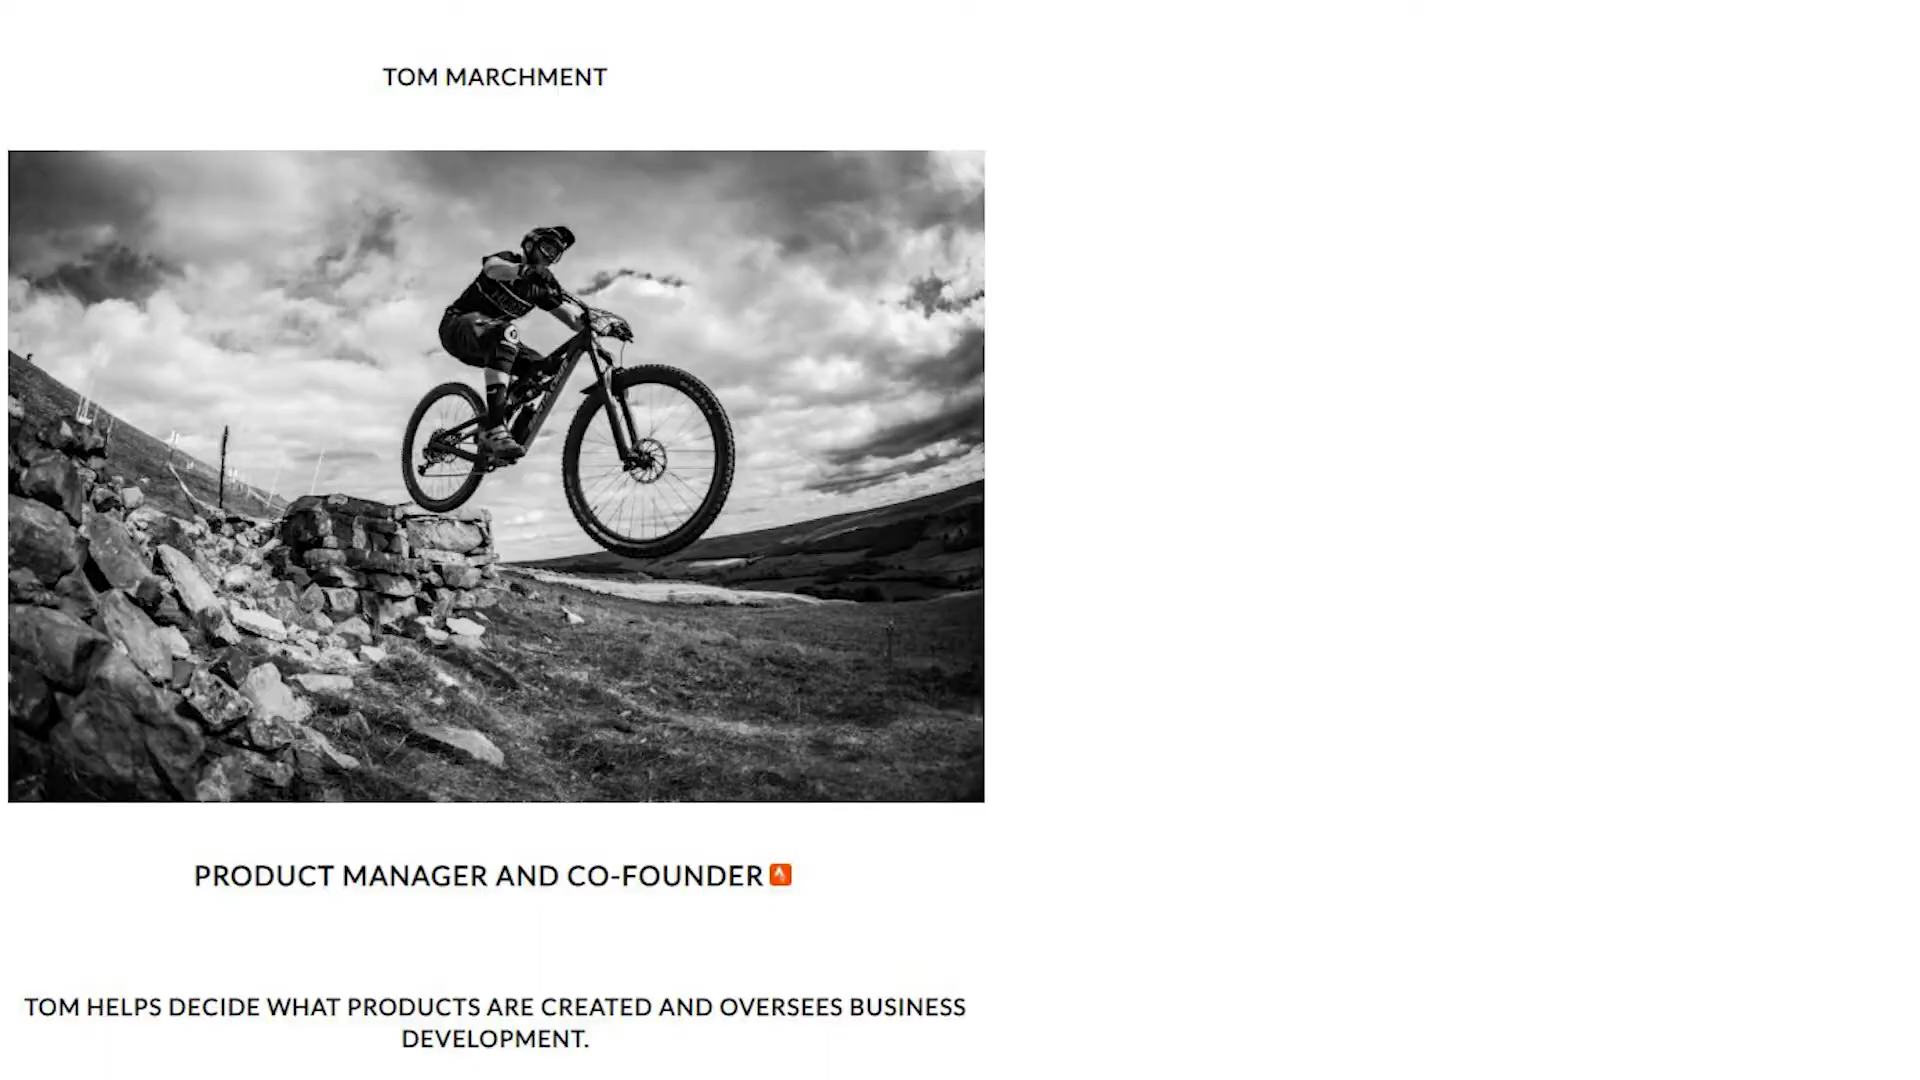 TOM MARCHMENT
PRODUCT MANAGER AND CO-FOUNDER
TOM HELPS DECIDE WHAT PRODUCTS ARE CREATED AND OVERSEES BUSINESS
DEVELOPMENT.